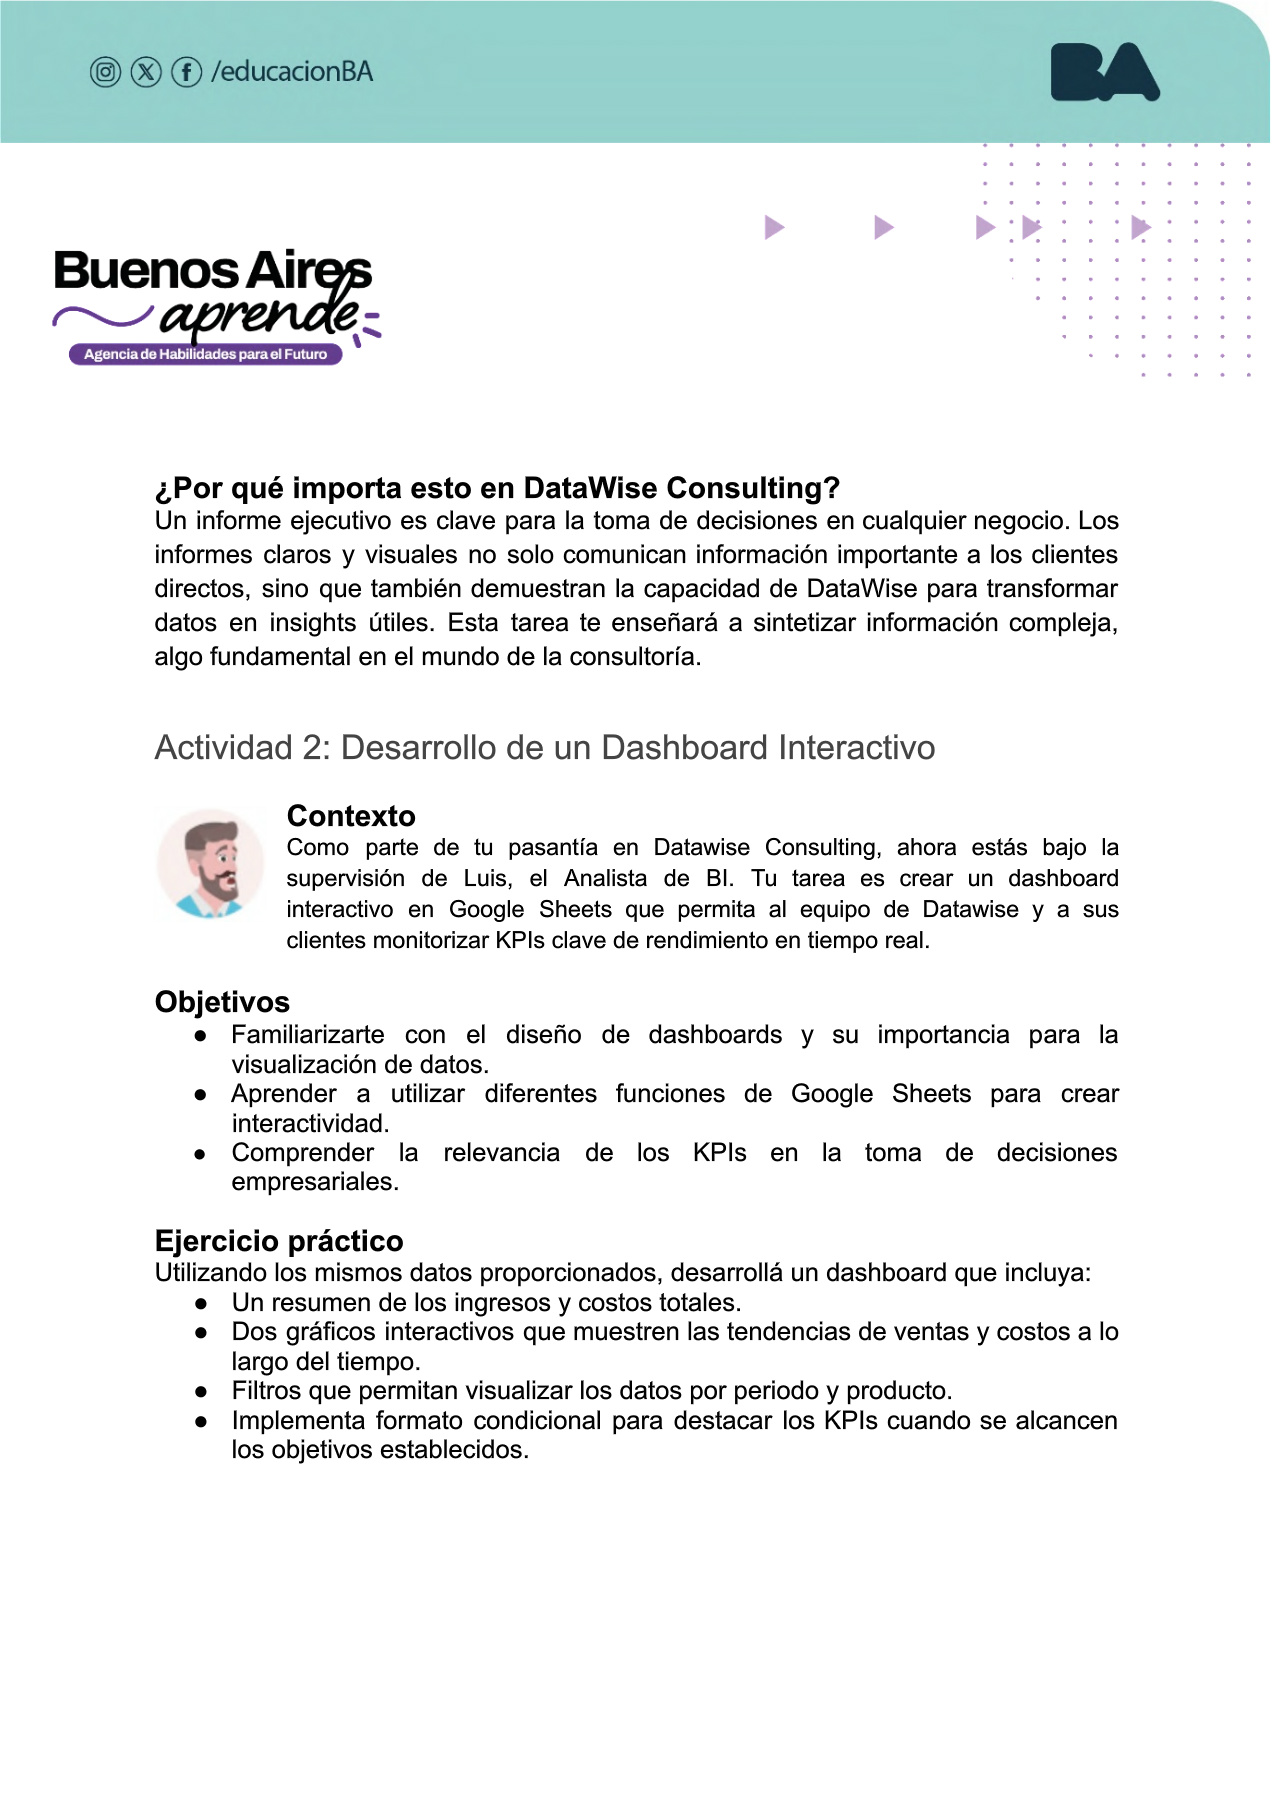 /educacionBA
BA
Buenos Aires
aprende
Agencia de Habilidades para el Futuro
¿Por qué importa esto en DataWise Consulting?
Un informe ejecutivo es clave para la toma de decisiones en cualquier negocio. Los
informes claros y visuales no solo comunican información importante a los clientes
directos, sino que también demuestran la capacidad de DataWise para transformar
datos en insights útiles. Esta tarea te enseñará a sintetizar información compleja,
algo fundamental en el mundo de la consultoría.
Actividad 2: Desarrollo de un Dashboard Interactivo
Contexto
Como parte de tu pasantía en Datawise Consulting, ahora estás bajo la
supervisión de Luis, el Analista de BI. Tu tarea es crear un dashboard
interactivo en Google Sheets que permita al equipo de Datawise y a sus
clientes monitorizar KPIs clave de rendimiento en tiempo real.
Objetivos
● Familiarizarte con el diseño de dashboards y su importancia para la
visualización de datos.
● Aprender a utilizar diferentes funciones de Google Sheets para crear
interactividad.
● Comprender la relevancia de los KPIs en la toma de decisiones
empresariales.
Ejercicio práctico
Utilizando los mismos datos proporcionados, desarrollá un dashboard que incluya:
● Un resumen de los ingresos y costos totales.
● Dos gráficos interactivos que muestren las tendencias de ventas y costos a lo
largo del tiempo.
● Filtros que permitan visualizar los datos por periodo y producto.
● Implementa formato condicional para destacar los KPIs cuando se alcancen
los objetivos establecidos.